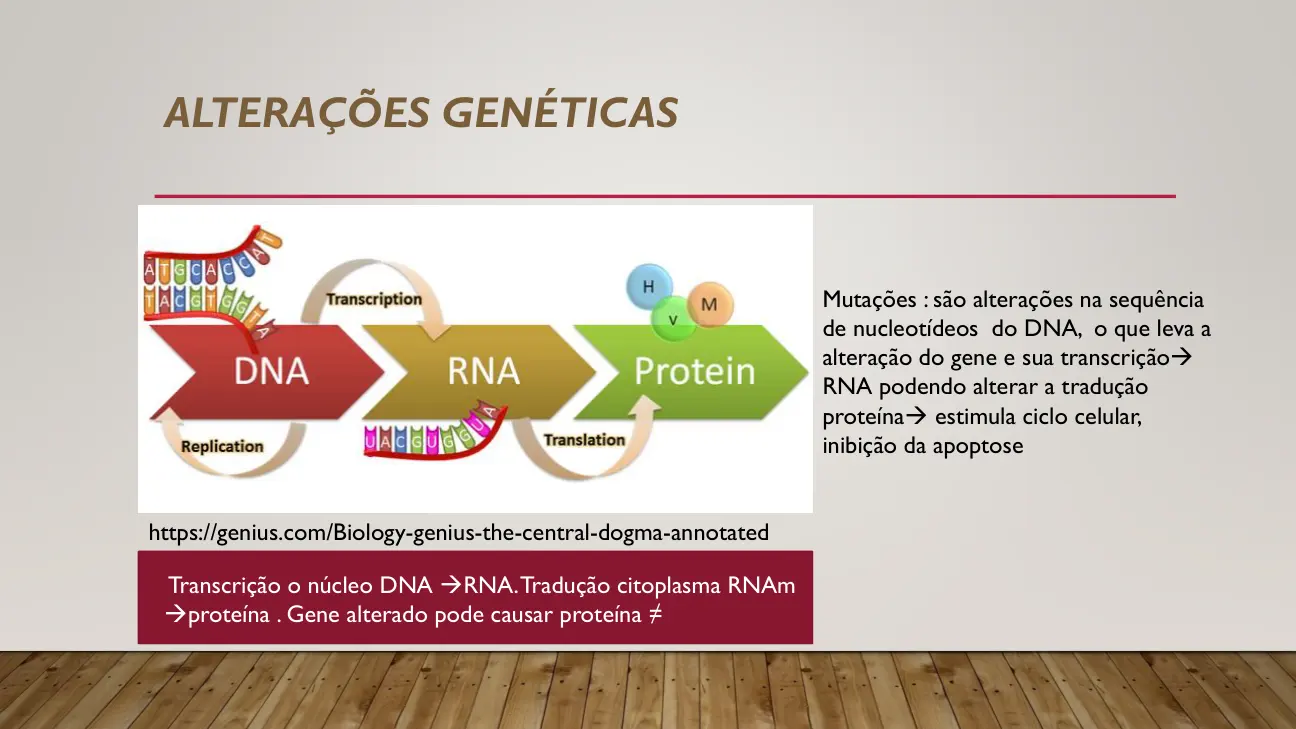 ALTERAÇÕES GENÉTICAS
ATGCACCAT
TACGTGGTA
Transcription
H
V
M
DNA
RNA
Protein
Replication
UACGUGGUA
Translation
Mutações : são alterações na sequência
de nucleotídeos do DNA, o que leva a
alteração do gene e sua transcrição→
RNA podendo alterar a tradução
proteína→ estimula ciclo celular,
inibição da apoptose
https://genius.com/Biology-genius-the-central-dogma-annotated
Transcrição o núcleo DNA →RNA. Tradução citoplasma RNAm
→proteína . Gene alterado pode causar proteína ≠